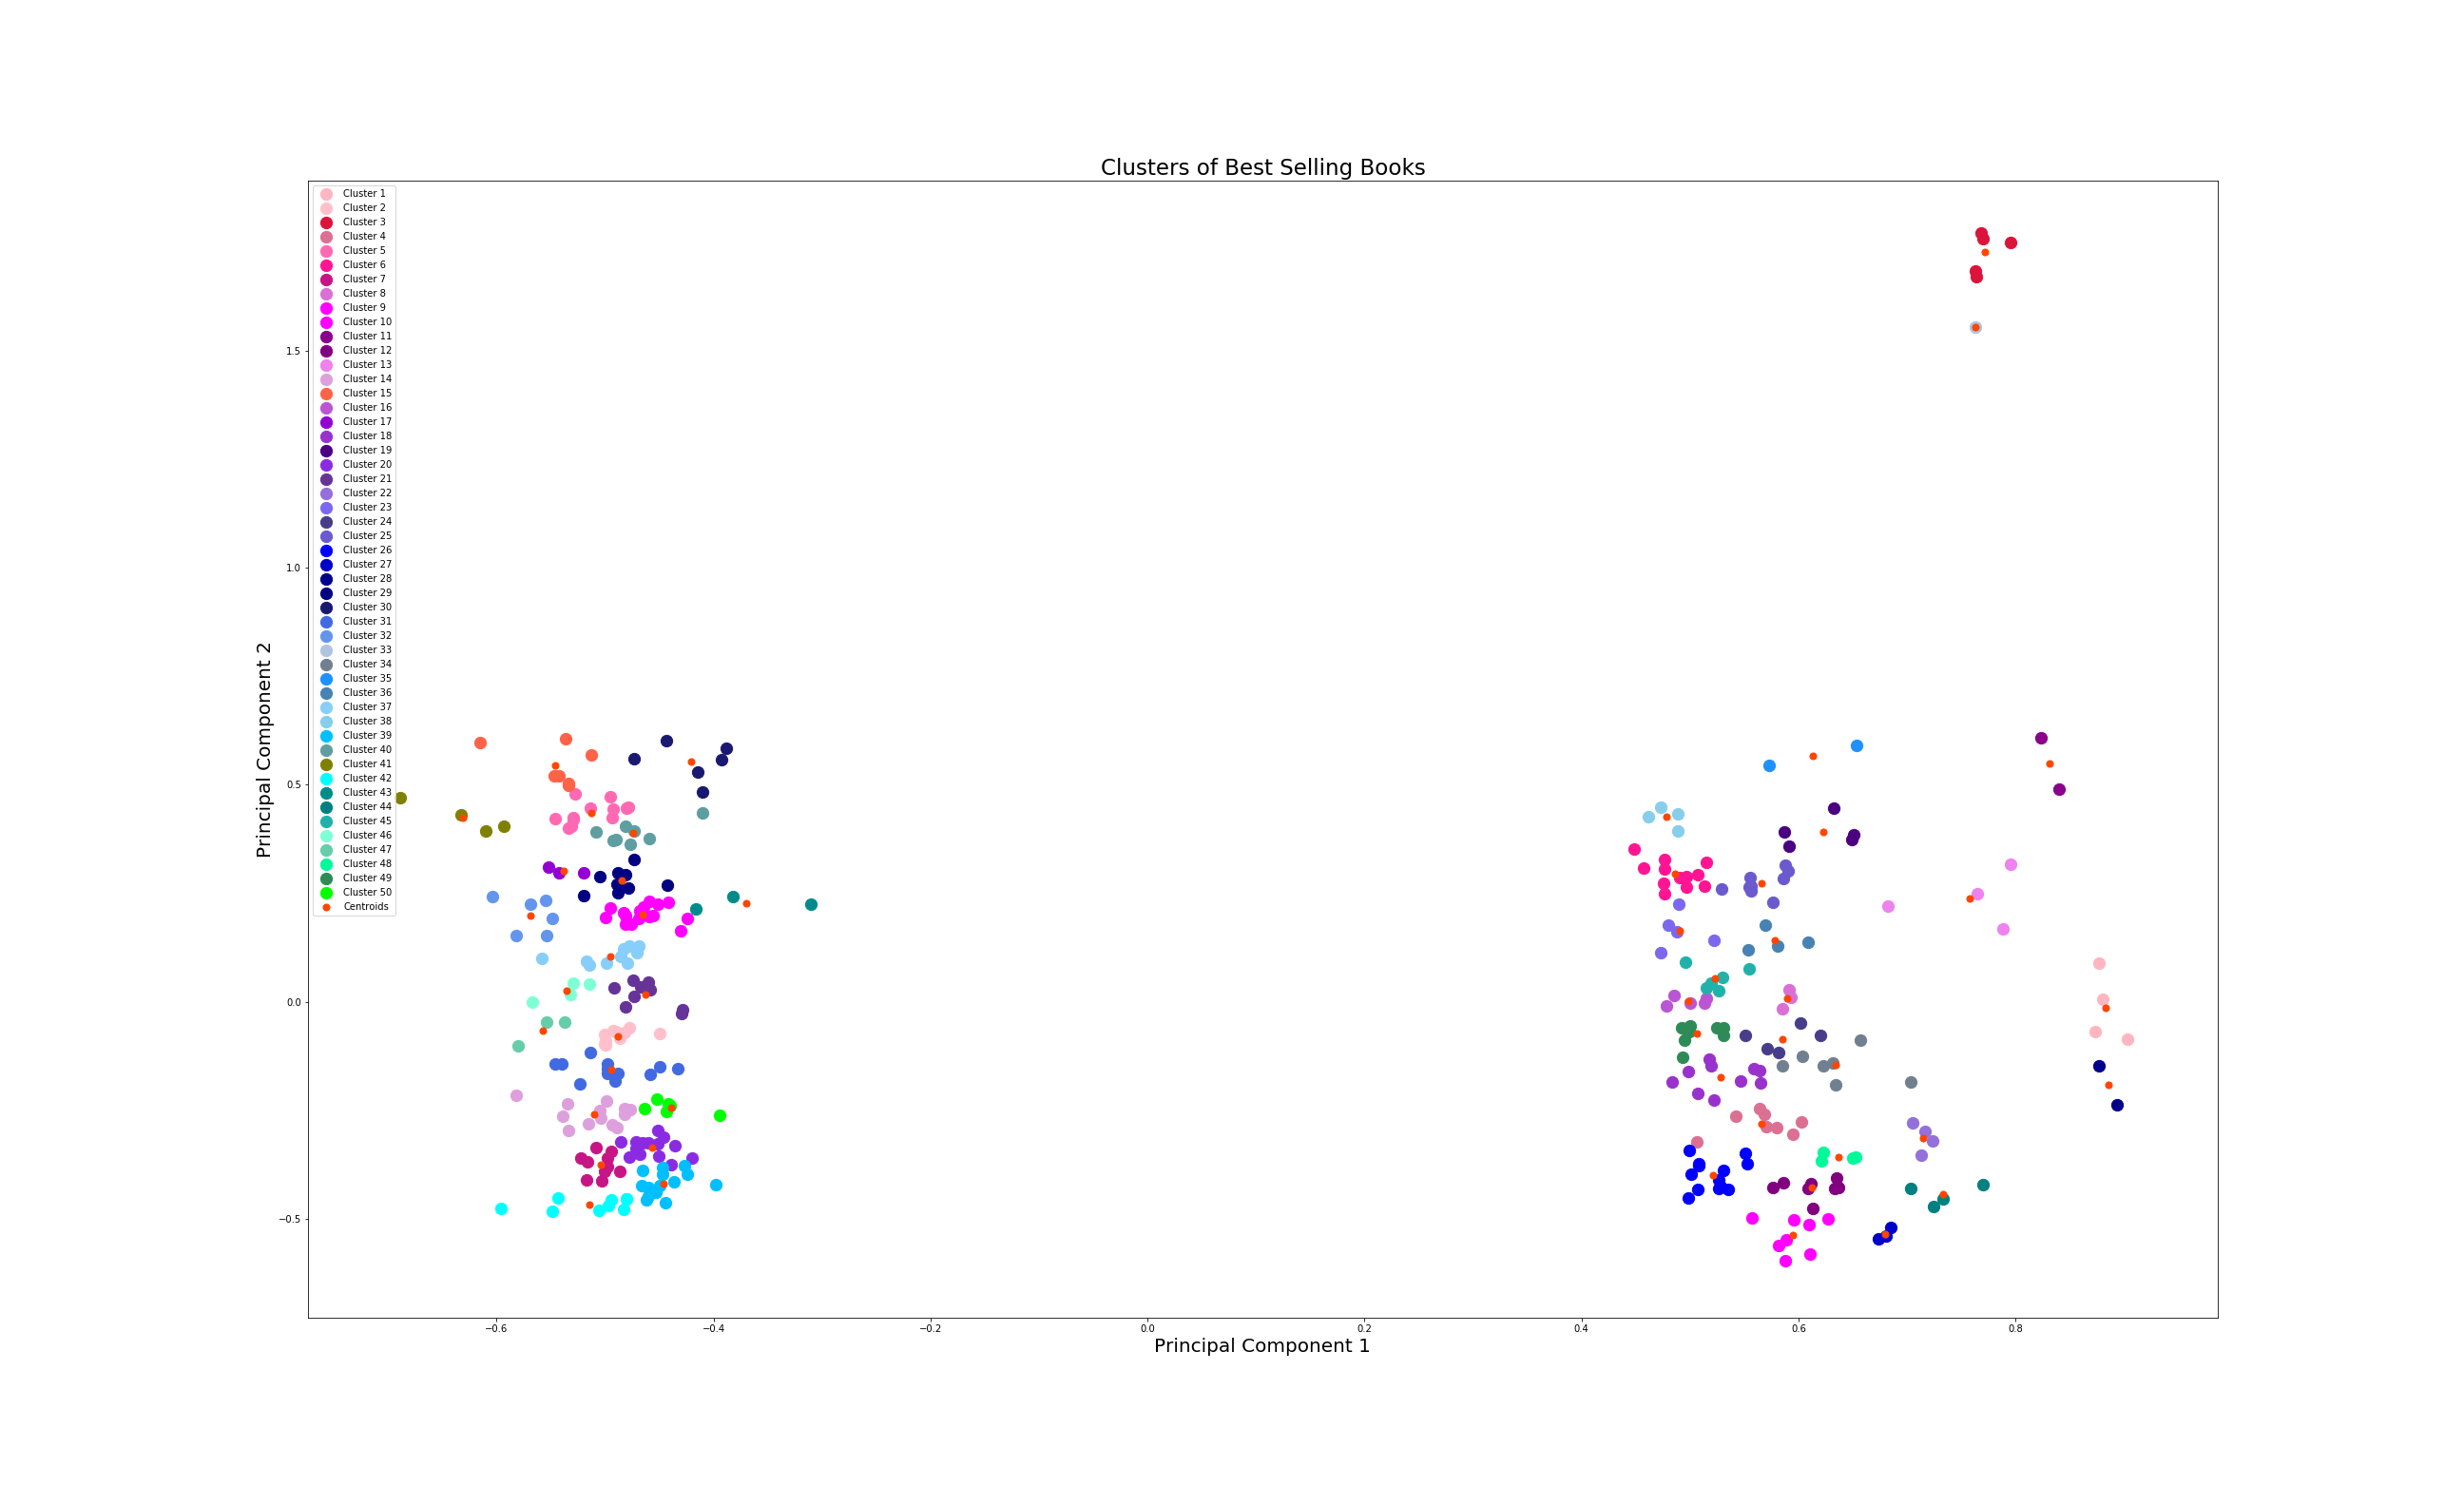 Clusters of Best Selling Books
Cluster 1
Cluster 2
Cluster 3
Cluster 4
Cluster 5
Cluster 6
Cluster 7
Cluster 8
Cluster 9
Cluster 10
Cluster 11
Cluster 12
Cluster 13
Cluster 14
Cluster 15
Cluster 16
Cluster 17
Cluster 18
Cluster 19
Cluster 20
Cluster 21
Cluster 22
Cluster 23
Cluster 24
Cluster 25
Cluster 26
Cluster 27
Cluster 28
Cluster 29
Cluster 30
Cluster 31
Cluster 32
Cluster 33
Cluster 34
Cluster 35
Cluster 36
Cluster 37
Cluster 38
Cluster 39
Cluster 40
Cluster 41
Cluster 42
Cluster 43
Cluster 44
Cluster 45
Cluster 46
Cluster 47
Cluster 48
Cluster 49
Cluster 50
Centroids
1.5
1.0
0.5
0.0
−0.5
Principal Component 2
−0.6 −0.4 −0.2 0.0 0.2 0.4 0.6 0.8
Principal Component 1